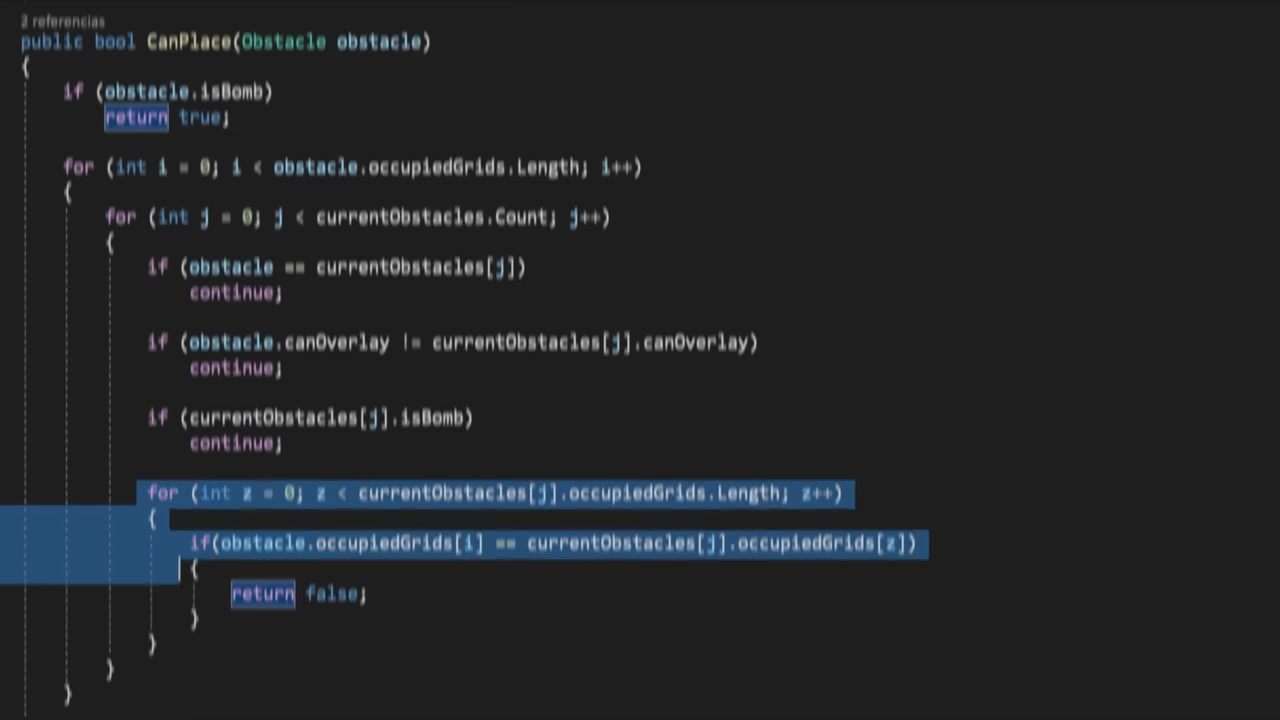 2 referencias
public bool CanPlace(Obstacle obstacle)
{
if (obstacle.isBomb)
return true;
for (int i = 0; i < obstacle.occupiedGrids.Length; i++)
{
for (int j = 0; j < currentObstacles.Count; j++)
{
if (obstacle == currentObstacles[j])
continue;
if (obstacle.canOverlay != currentObstacles[j].canOverlay)
continue;
if (currentObstacles[j].isBomb)
continue;
for (int z = 0; z < currentObstacles[j].occupiedGrids.Length; z++)
{
if(obstacle.occupiedGrids[i] == currentObstacles[j].occupiedGrids[z])
{
return false;
}
}
}
}